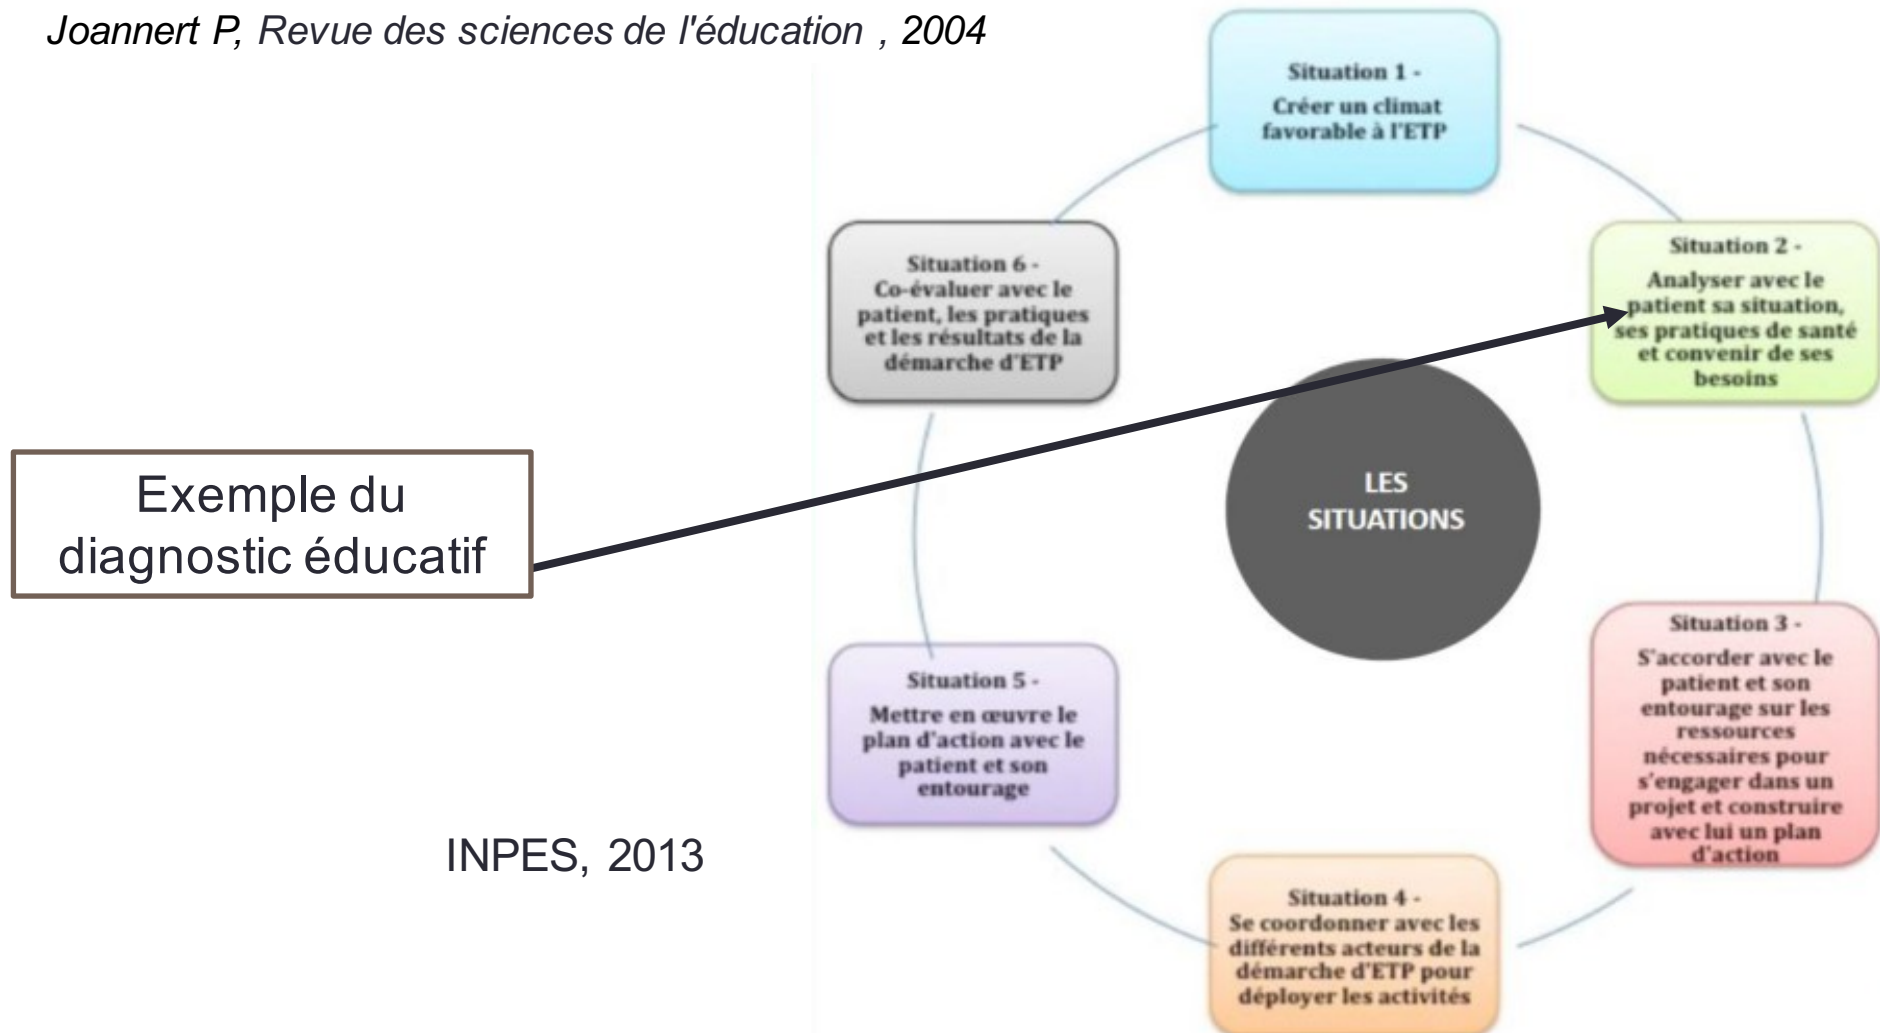 Joannert P, Revue des sciences de l'éducation , 2004
Situation 1 -
Créer un climat
favorable à l'ETP
Situation 2 -
Analyser avec le
patient sa situation,
ses pratiques de santé
et convenir de ses
besoins
Situation 3 -
S'accorder avec le
patient et son
entourage sur les
ressources
nécessaires pour
s'engager dans un
projet et construire
avec lui un plan
d'action
Situation 4 -
Se coordonner avec les
différents acteurs de la
démarche d'ETP pour
déployer les activités
Situation 5 -
Mettre en œuvre le
plan d'action avec le
patient et son
entourage
Situation 6 -
Co-évaluer avec le
patient, les pratiques
et les résultats de la
démarche d'ETP
LES
SITUATIONS
Exemple du
diagnostic éducatif
INPES, 2013